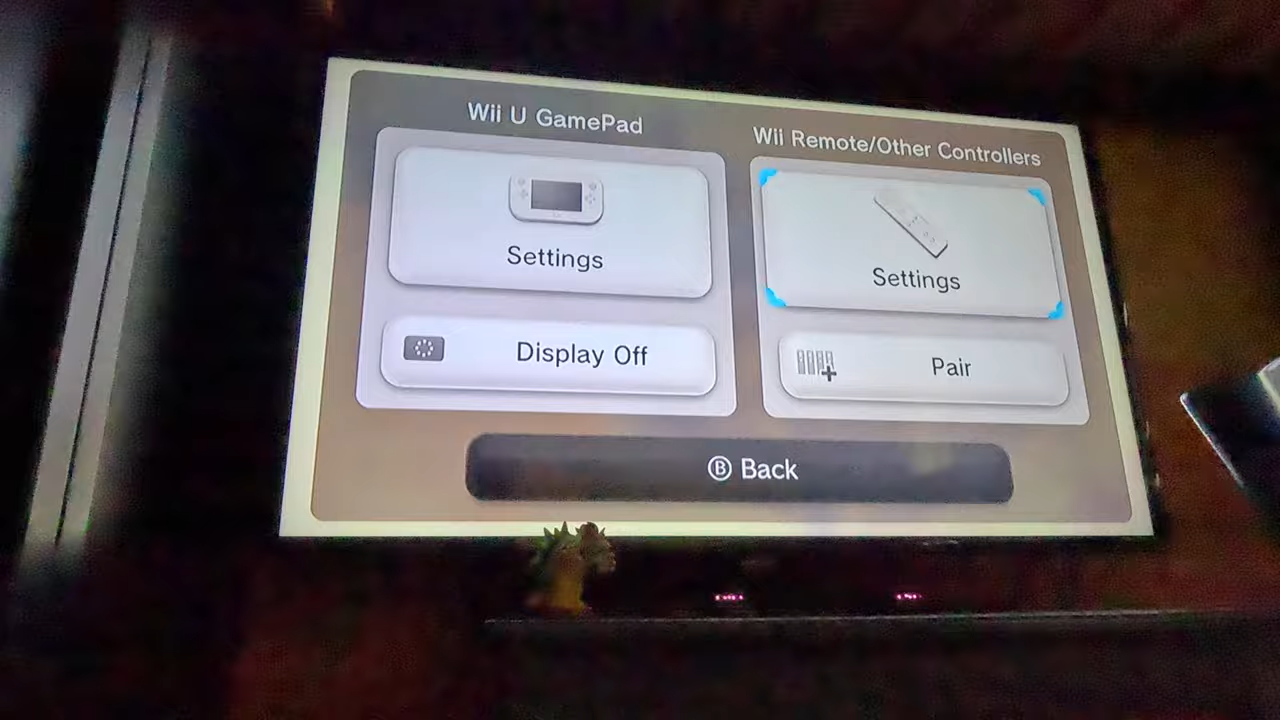 Wii U GamePad
Settings
Display Off
Wii Remote/Other Controllers
Settings
Pair
Ⓑ Back